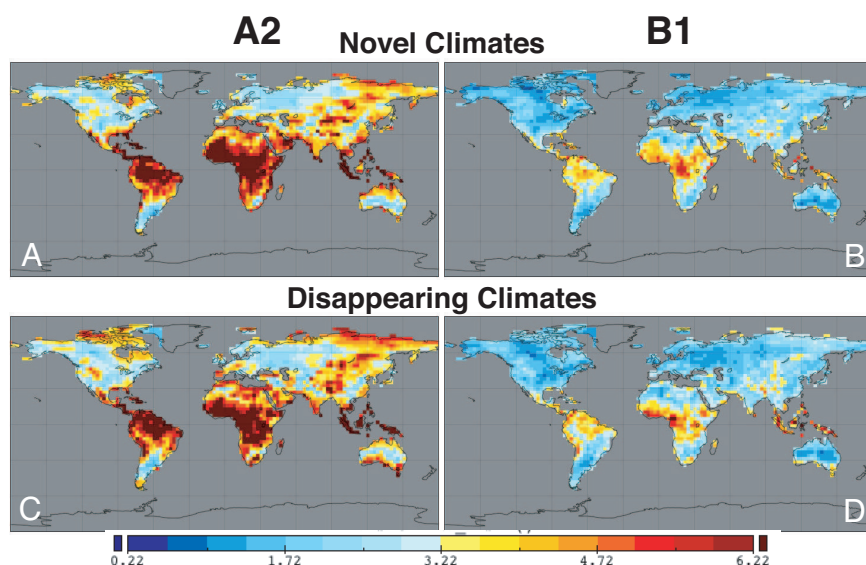 A2 B1
Novel Climates
A B
Disappearing Climates
C D
0.22 1.72 3.22 4.72 6.22